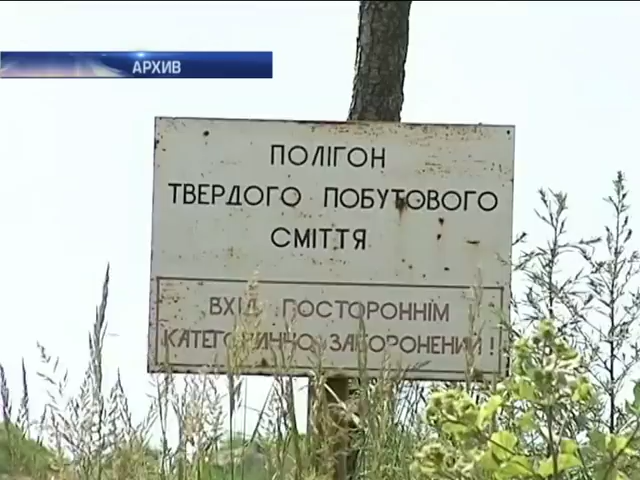 АРХИВ
ПОЛІГОН
ТВЕРДОГО ПОБУТОВОГО
СМІТТЯ
ВХІД ПОСТОРОННІМ
КАТЕГОРИЧНО ЗАБОРОНЕНИЙ !